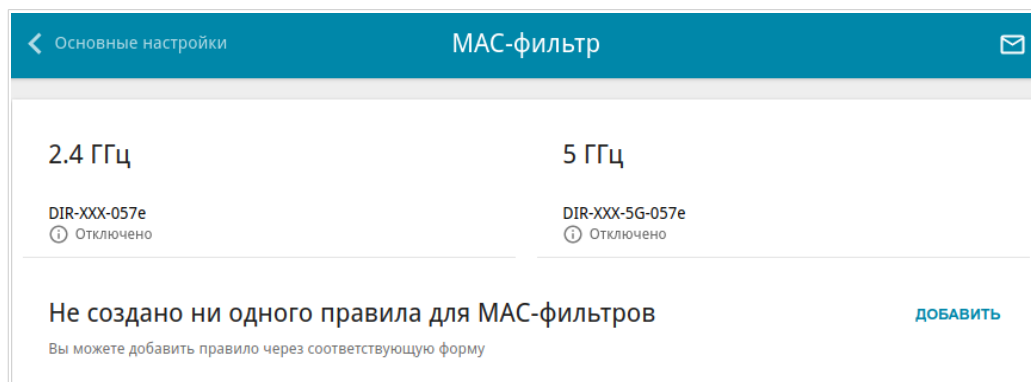 Основные настройки
MAC-фильтр
2.4 ГГц
5 ГГц
DIR-XXX-057e
DIR-XXX-5G-057e
Отключено
Отключено
Не создано ни одного правила для MAC-фильтров
ДОБАВИТЬ
Вы можете добавить правило через соответствующую форму